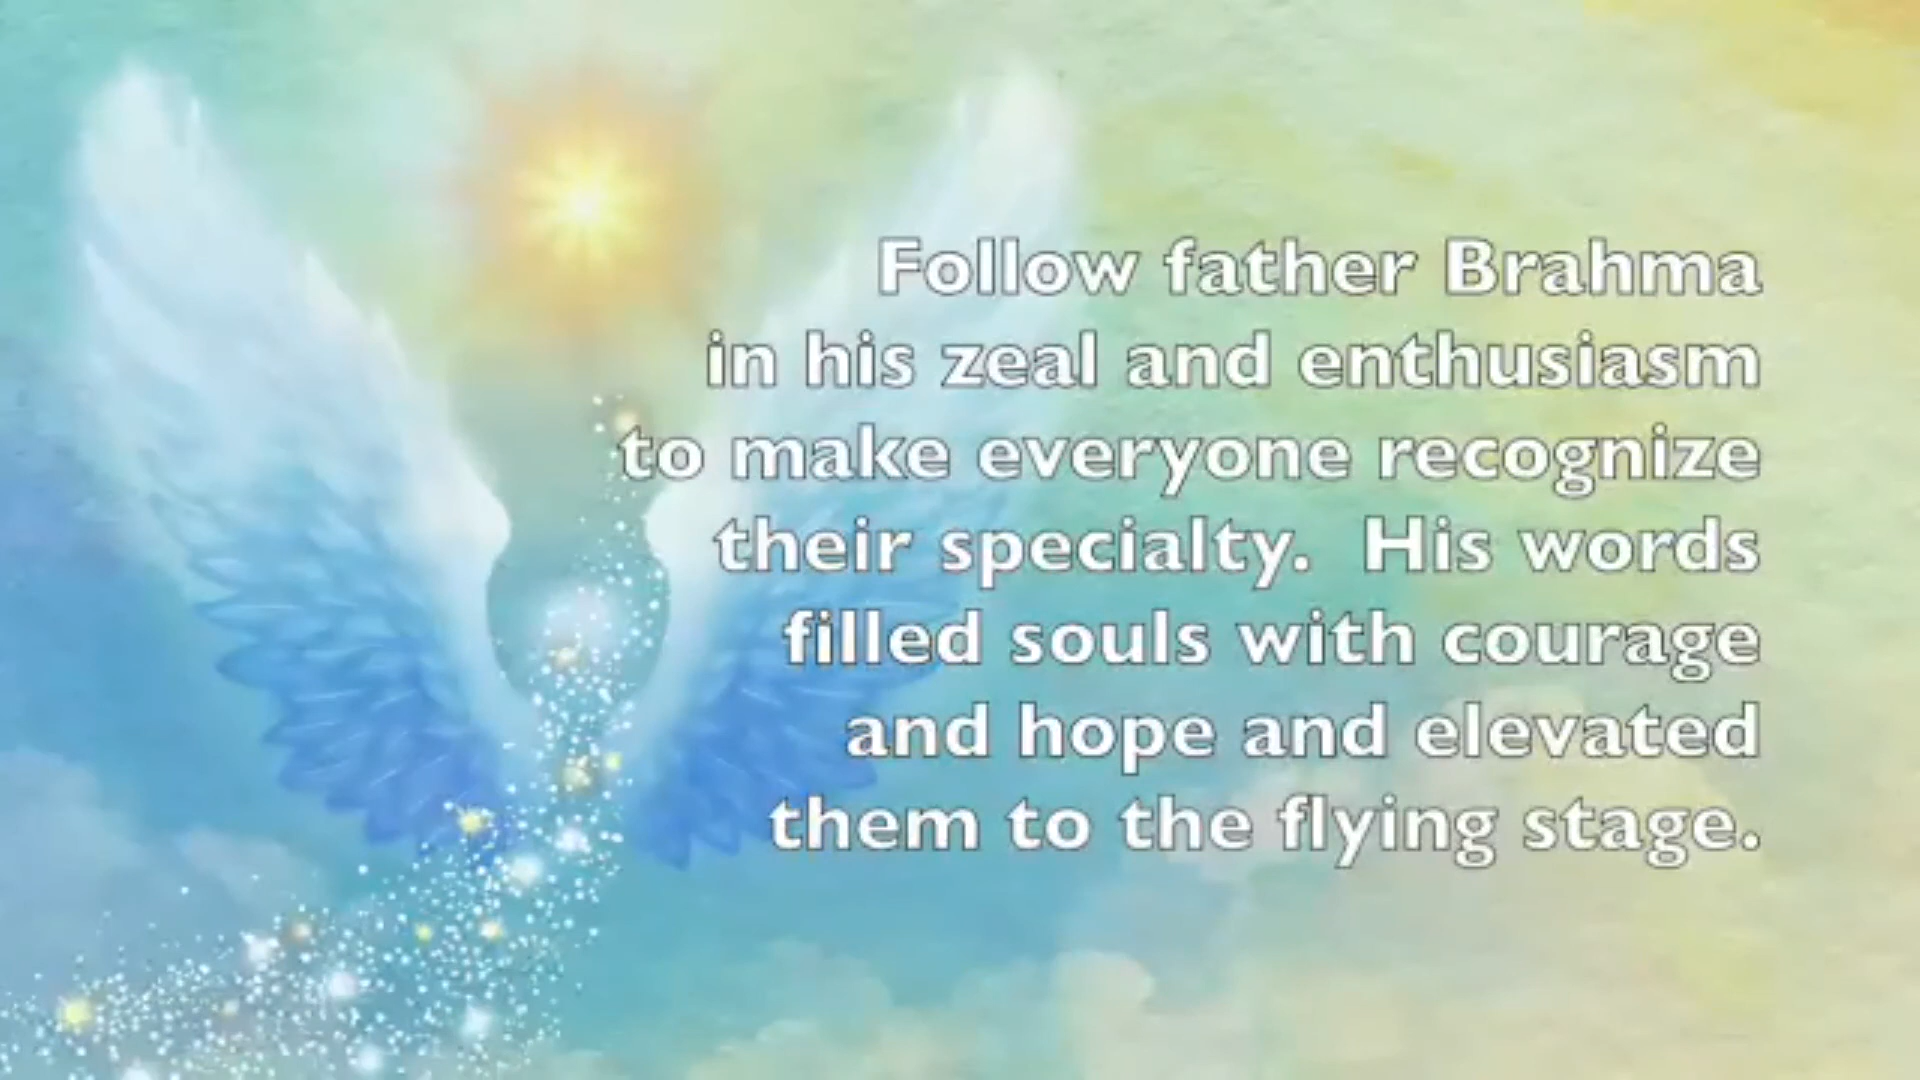 Follow father Brahma
in his zeal and enthusiasm
to make everyone recognize
their specialty.  His words
filled souls with courage
and hope and elevated
them to the flying stage.